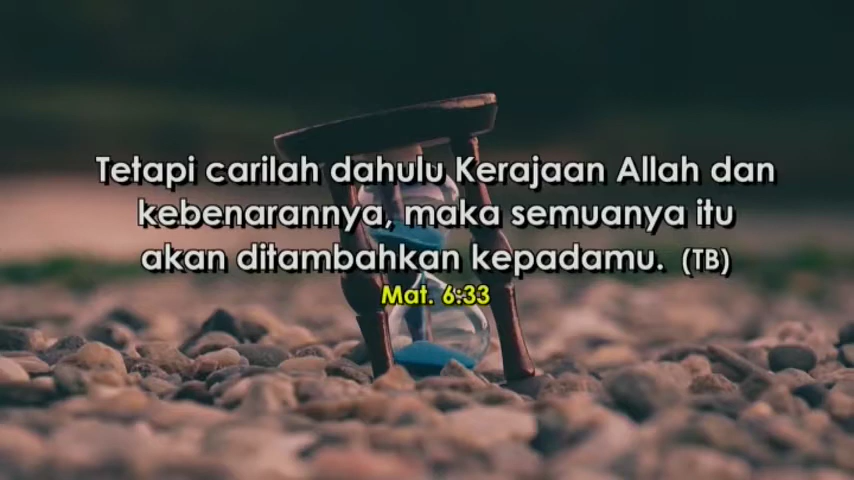 Tetapi carilah dahulu Kerajaan Allah dan
kebenarannya, maka semuanya itu
akan ditambahkan kepadamu. (TB)
Mat. 6:33